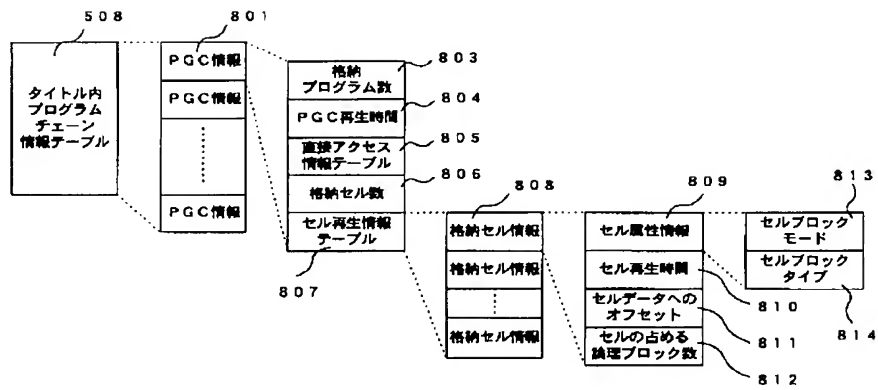 508
801
タイトル内
プログラム
チェーン
情報テーブル
PGC情報
PGC情報
PGC情報
803
格納
プログラム数
804
PGC再生時間
805
直接アクセス
情報テーブル
806
格納セル数
セル再生情報
テーブル
807
808
格納セル情報
格納セル情報
格納セル情報
809
セル属性情報
セル再生時間
810
セルデータへの
オフセット
811
セルの占める
論理ブロック数
812
813
セルブロック
モード
セルブロック
タイプ
814